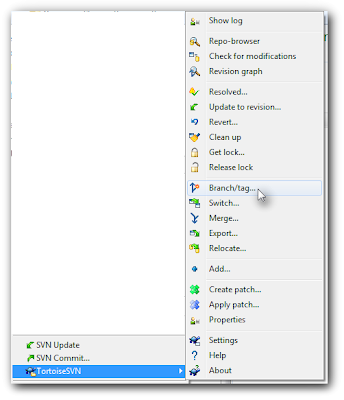 Show log
Repo-browser
Check for modifications
Revision graph
Resolved...
Update to revision...
Revert...
Clean up
Get lock...
Release lock
Branch/tag...
Switch...
Merge...
Export...
Relocate...
Add...
Create patch...
Apply patch...
Properties
Settings
Help
About
SVN Update
SVN Commit...
TortoiseSVN